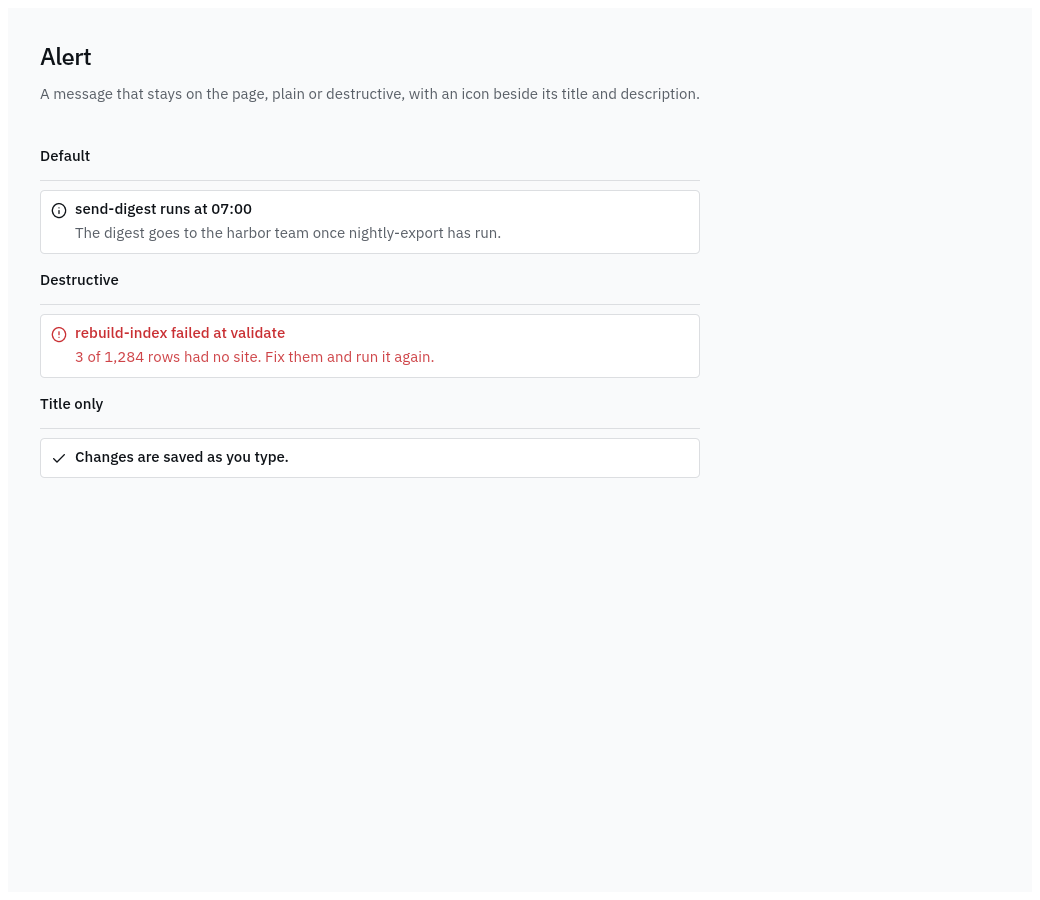 Alert
A message that stays on the page, plain or destructive, with an icon beside its title and description.
Default
send-digest runs at 07:00
The digest goes to the harbor team once nightly-export has run.
Destructive
rebuild-index failed at validate
3 of 1,284 rows had no site. Fix them and run it again.
Title only
Changes are saved as you type.